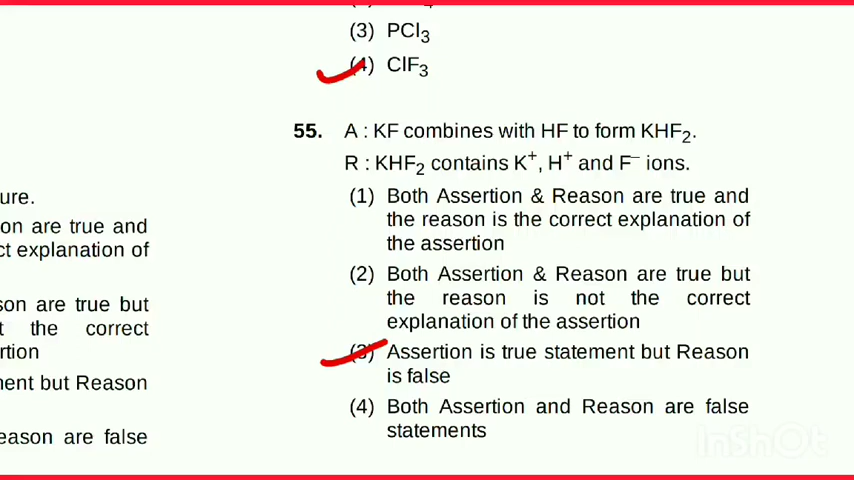 (3) PCl3
(4) ClF3
55. A : KF combines with HF to form KHF2.
R : KHF2 contains K+, H+ and F– ions.
(1) Both Assertion & Reason are true and
the reason is the correct explanation of
the assertion
(2) Both Assertion & Reason are true but
the reason is not the correct
explanation of the assertion
(3) Assertion is true statement but Reason
is false
(4) Both Assertion and Reason are false
statements
ure.
on are true and
ct explanation of
son are true but
t the correct
rtion
ment but Reason
eason are false
InShOt